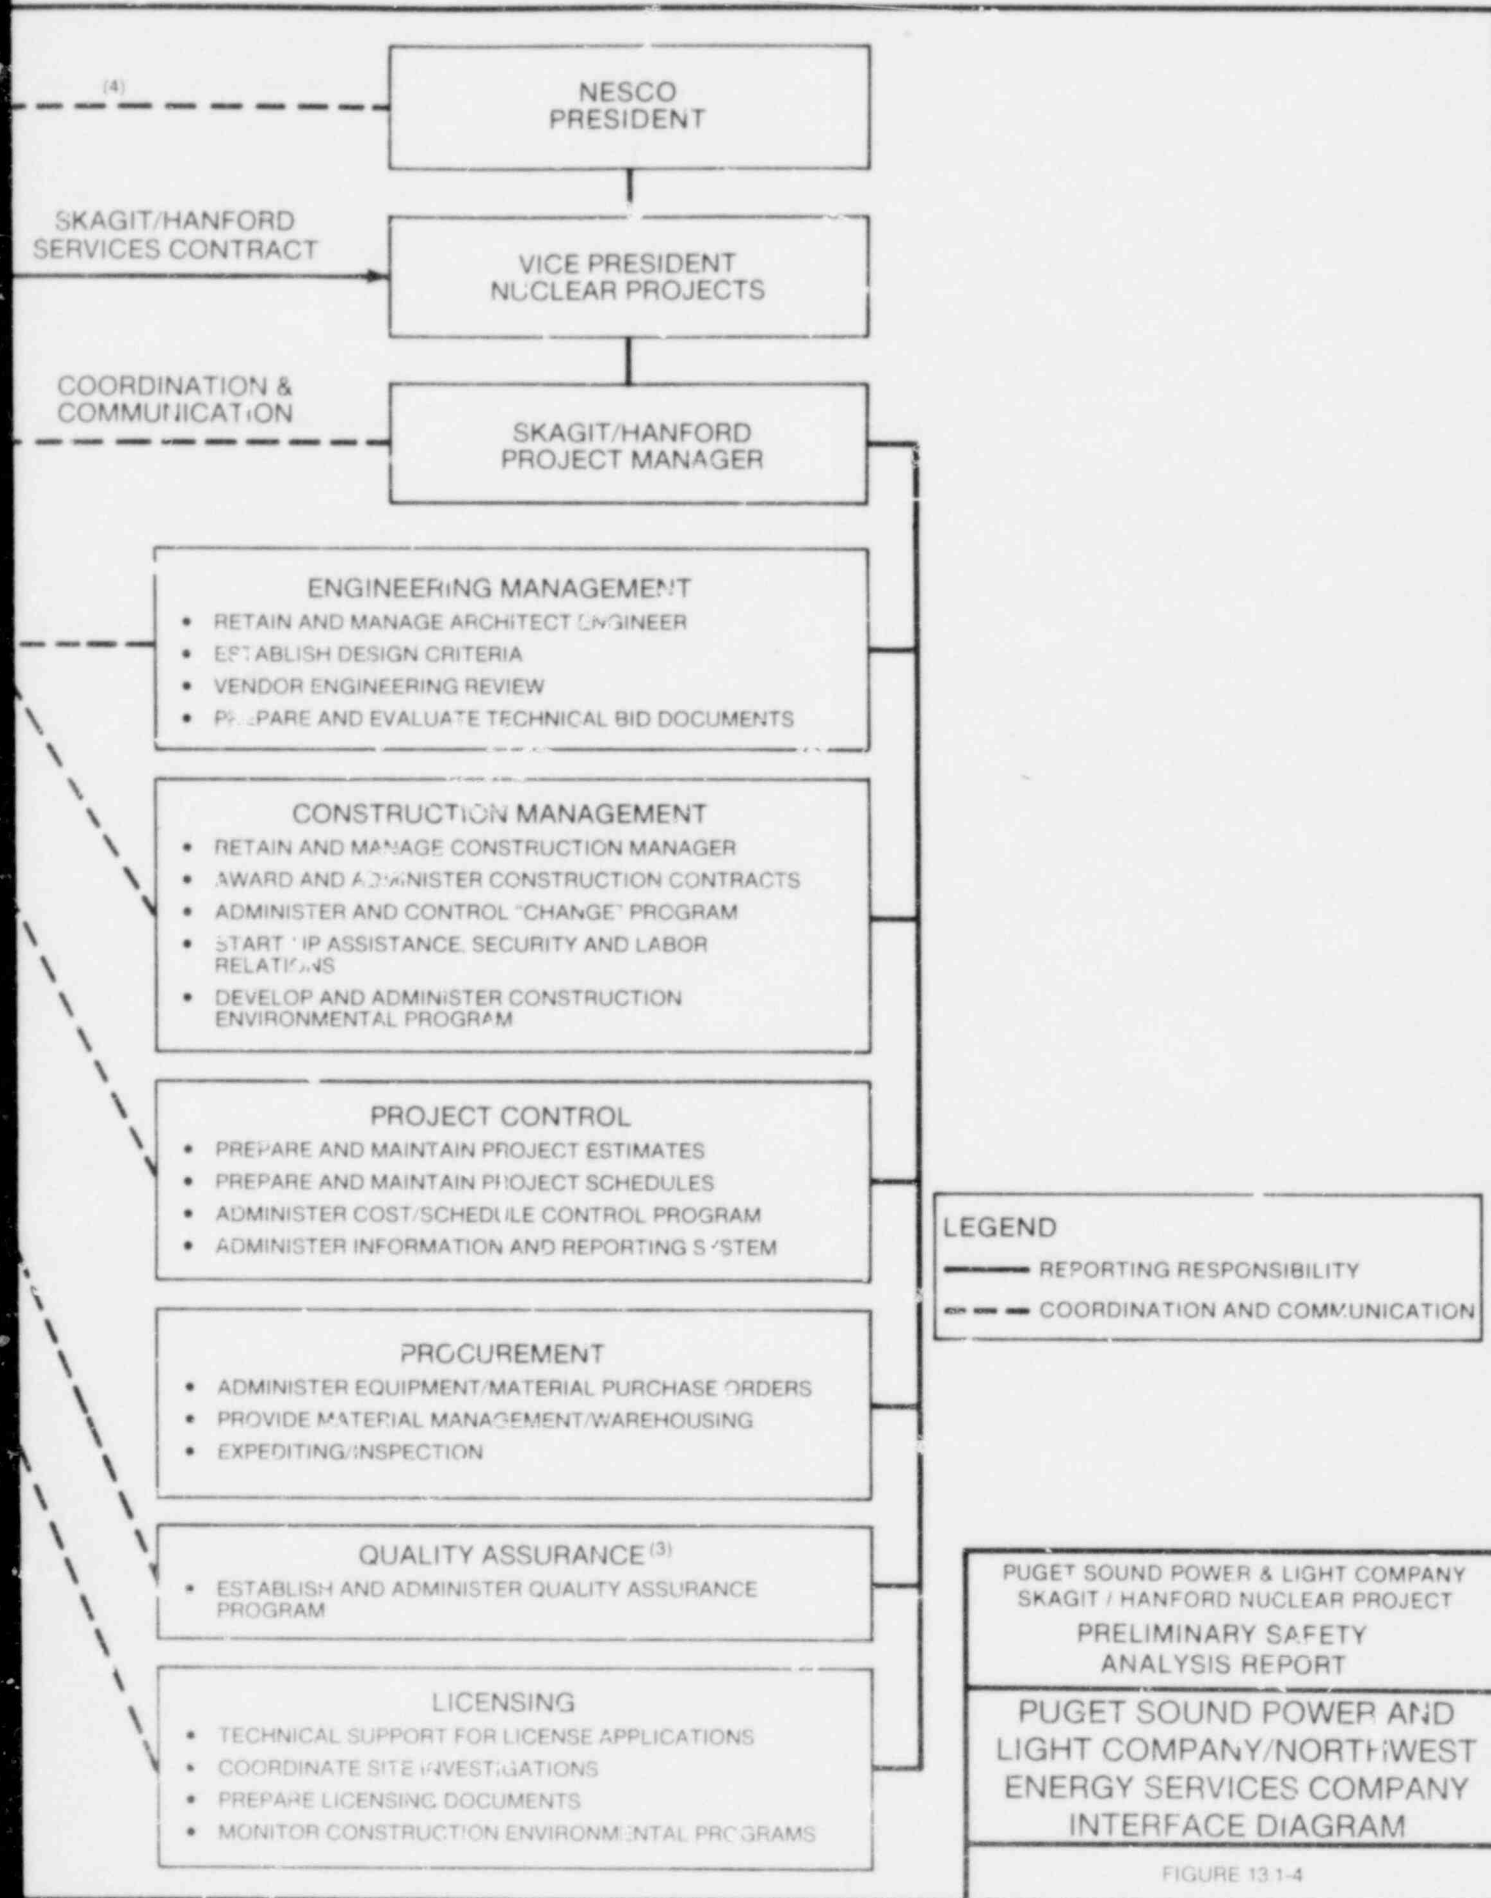 (4)
NESCO
PRESIDENT
SKAGIT/HANFORD
SERVICES CONTRACT
VICE PRESIDENT
NUCLEAR PROJECTS
COORDINATION &
COMMUNICATION
SKAGIT/HANFORD
PROJECT MANAGER
ENGINEERING MANAGEMENT
• RETAIN AND MANAGE ARCHITECT ENGINEER
• ESTABLISH DESIGN CRITERIA
• VENDOR ENGINEERING REVIEW
• PREPARE AND EVALUATE TECHNICAL BID DOCUMENTS
CONSTRUCTION MANAGEMENT
• RETAIN AND MANAGE CONSTRUCTION MANAGER
• AWARD AND ADMINISTER CONSTRUCTION CONTRACTS
• ADMINISTER AND CONTROL "CHANGE" PROGRAM
• START UP ASSISTANCE, SECURITY AND LABOR
RELATIONS
• DEVELOP AND ADMINISTER CONSTRUCTION
ENVIRONMENTAL PROGRAM
PROJECT CONTROL
• PREPARE AND MAINTAIN PROJECT ESTIMATES
• PREPARE AND MAINTAIN PROJECT SCHEDULES
• ADMINISTER COST/SCHEDULE CONTROL PROGRAM
• ADMINISTER INFORMATION AND REPORTING SYSTEM
LEGEND
REPORTING RESPONSIBILITY
COORDINATION AND COMMUNICATION
PROCUREMENT
• ADMINISTER EQUIPMENT/MATERIAL PURCHASE ORDERS
• PROVIDE MATERIAL MANAGEMENT/WAREHOUSING
• EXPEDITING/INSPECTION
QUALITY ASSURANCE (3)
• ESTABLISH AND ADMINISTER QUALITY ASSURANCE
PROGRAM
LICENSING
• TECHNICAL SUPPORT FOR LICENSE APPLICATIONS
• COORDINATE SITE INVESTIGATIONS
• PREPARE LICENSING DOCUMENTS
• MONITOR CONSTRUCTION ENVIRONMENTAL PROGRAMS
PUGET SOUND POWER & LIGHT COMPANY
SKAGIT / HANFORD NUCLEAR PROJECT
PRELIMINARY SAFETY
ANALYSIS REPORT
PUGET SOUND POWER AND
LIGHT COMPANY/NORTHWEST
ENERGY SERVICES COMPANY
INTERFACE DIAGRAM
FIGURE 13.1-4